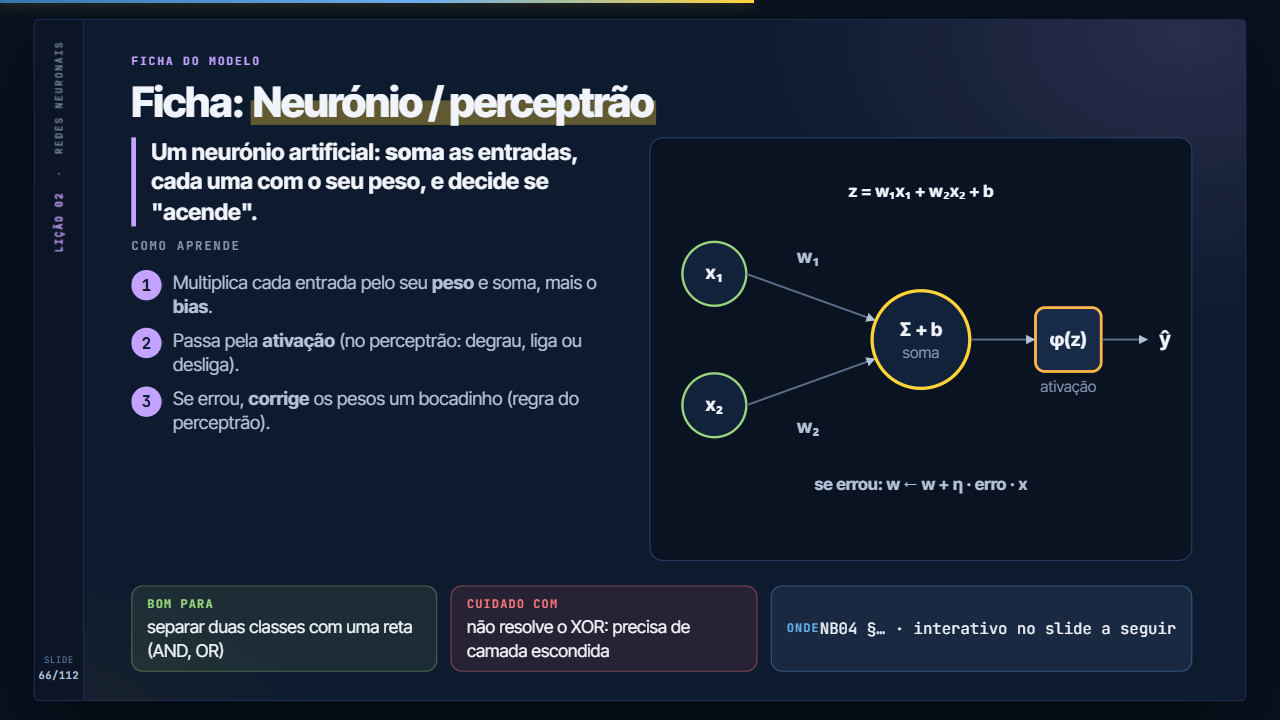 FICHA DO MODELO
Ficha: Neurónio / perceptrão
Um neurónio artificial: soma as entradas,
cada uma com o seu peso, e decide se
"acende".
COMO APRENDE
1 Multiplica cada entrada pelo seu peso e soma, mais o
bias.
2 Passa pela ativação (no perceptrão: degrau, liga ou
desliga).
3 Se errou, corrige os pesos um bocadinho (regra do
perceptrão).
z = w₁x₁ + w₂x₂ + b
x₁
w₁
Σ + b
soma
φ(z)
ativação
ŷ
x₂
w₂
se errou: w ← w + η · erro · x
BOM PARA
separar duas classes com uma reta
(AND, OR)
CUIDADO COM
não resolve o XOR: precisa de
camada escondida
ONDE NB04 §… · interativo no slide a seguir
LIÇÃO 02 · REDES NEURONAIS
SLIDE
66/112